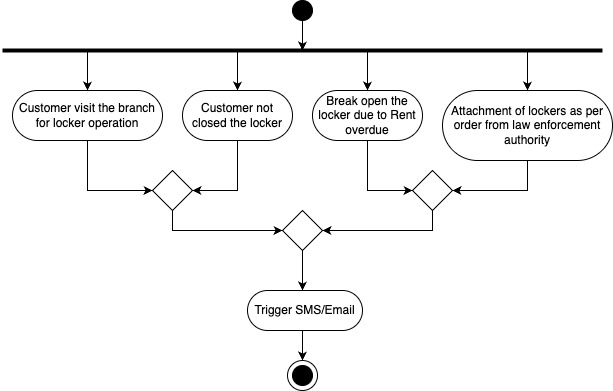 Customer visit the branch
for locker operation
Customer not
closed the locker
Break open the
locker due to Rent
overdue
Attachment of lockers as per
order from law enforcement
authority
Trigger SMS/Email